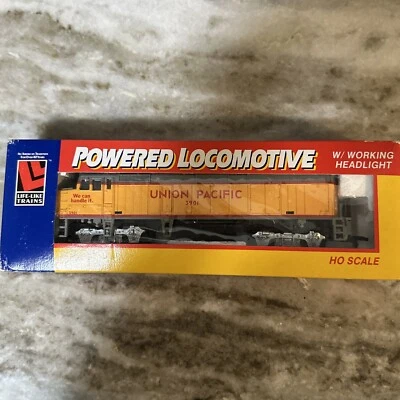 LIFE-LIKE
TRAINS
POWERED LOCOMOTIVE
W/ WORKING
HEADLIGHT
We can
handle it.
UNION PACIFIC
HO SCALE